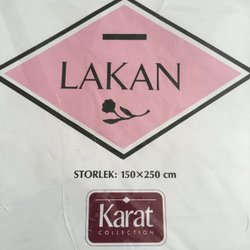 LAKAN
STORLEK: 150×250 cm
Karat
COLLECTION